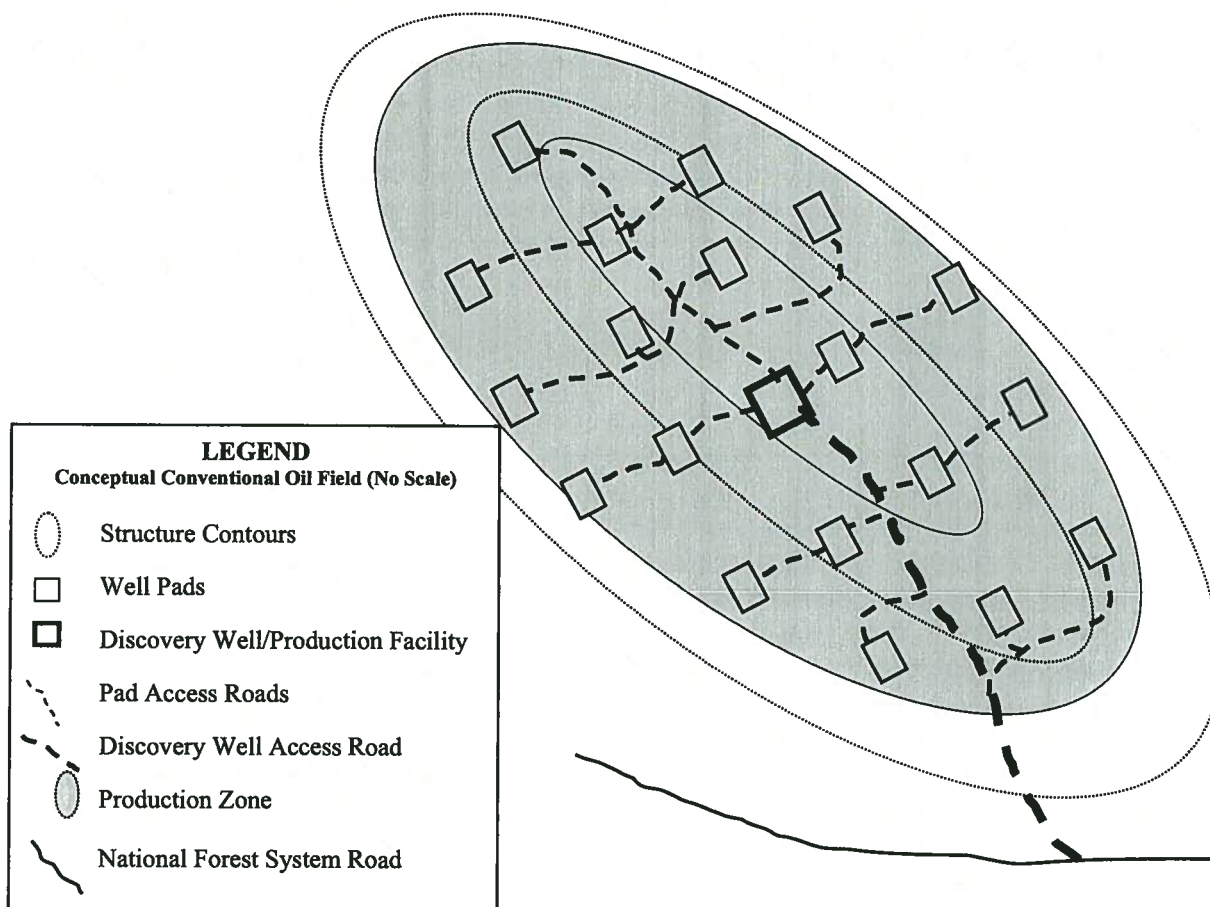 LEGEND
Conceptual Conventional Oil Field (No Scale)
Structure Contours
Well Pads
Discovery Well/Production Facility
Pad Access Roads
Discovery Well Access Road
Production Zone
National Forest System Road